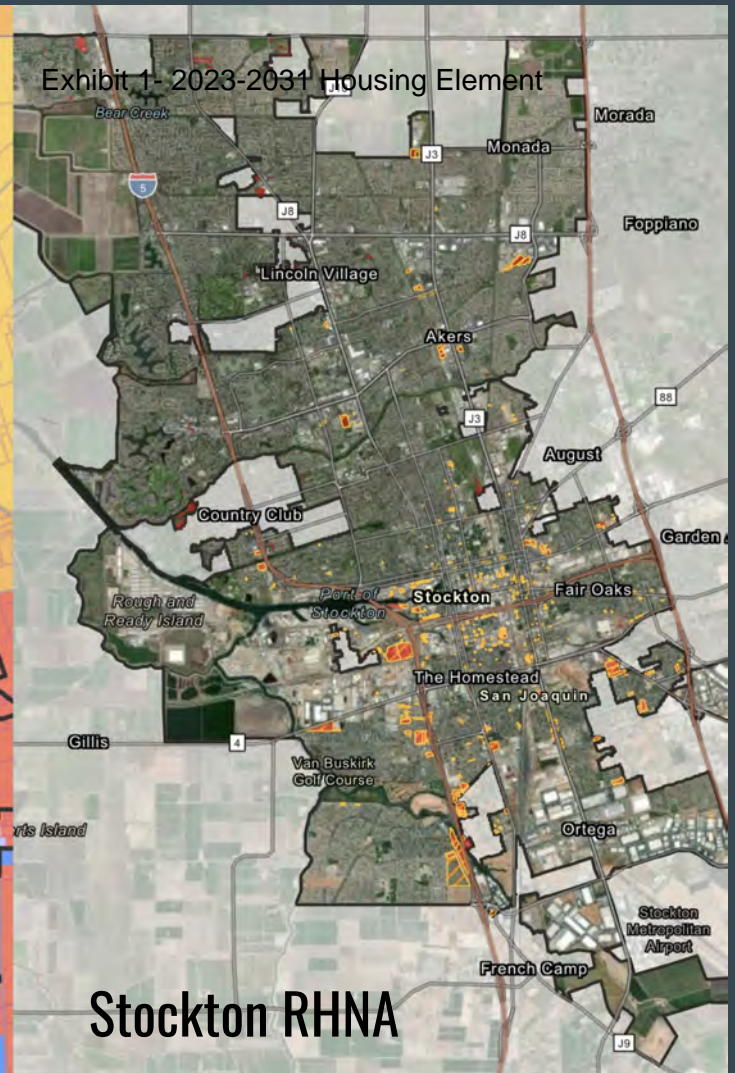 Exhibit 1- 2023-2031 Housing Element
Bear Creek
Morada
J3
Monada
5
J8
Foppiano
J8
Lincoln Village
Akers
88
J3
August
Country Club
Garden
Port of
Stockton
Stockton
Fair Oaks
Rough and
Ready Island
The Homestead
San Joaquin
Gillis
4
Van Buskirk
Golf Course
rts Island
Ortega
Stockton
Metropolitan
Airport
French Camp
Stockton RHNA
J9